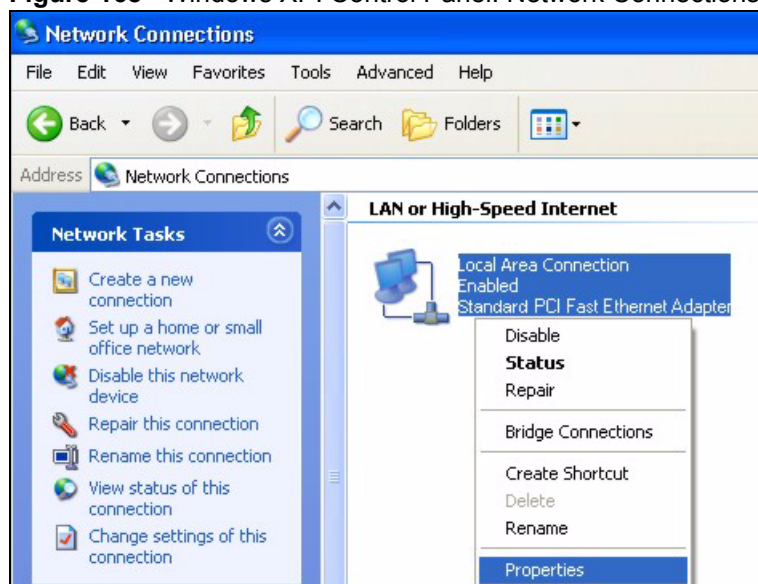 Network Connections
File Edit View Favorites Tools Advanced Help
Back Search Folders
Address Network Connections
Network Tasks
Create a new
connection
Set up a home or small
office network
Disable this network
device
Repair this connection
Rename this connection
View status of this
connection
Change settings of this
connection
LAN or High-Speed Internet
Local Area Connection
Enabled
Standard PCI Fast Ethernet Adapter
Disable
Status
Repair
Bridge Connections
Create Shortcut
Delete
Rename
Properties